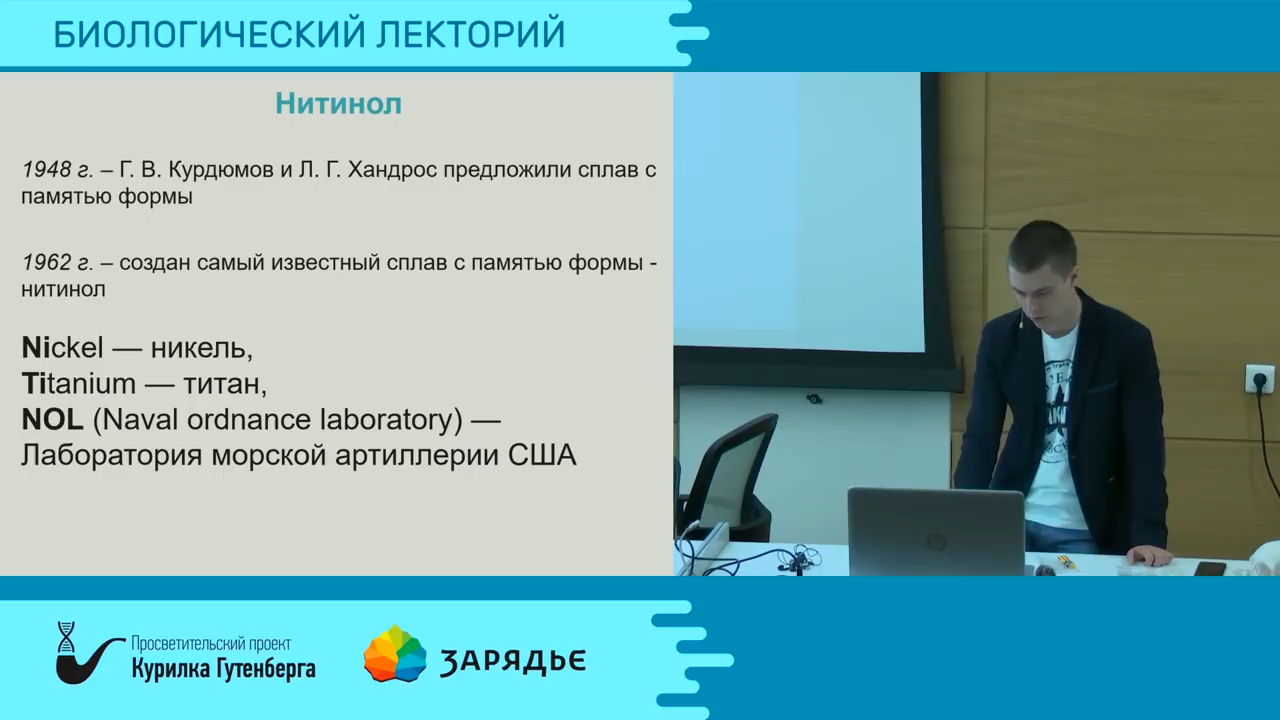 БИОЛОГИЧЕСКИЙ ЛЕКТОРИЙ
Нитинол
1948 г. – Г. В. Курдюмов и Л. Г. Хандрос предложили сплав с
памятью формы
1962 г. – создан самый известный сплав с памятью формы -
нитинол
Nickel — никель,
Titanium — титан,
NOL (Naval ordnance laboratory) —
Лаборатория морской артиллерии США
Просветительский проект
Курилка Гутенберга
ЗАРЯДЬЕ